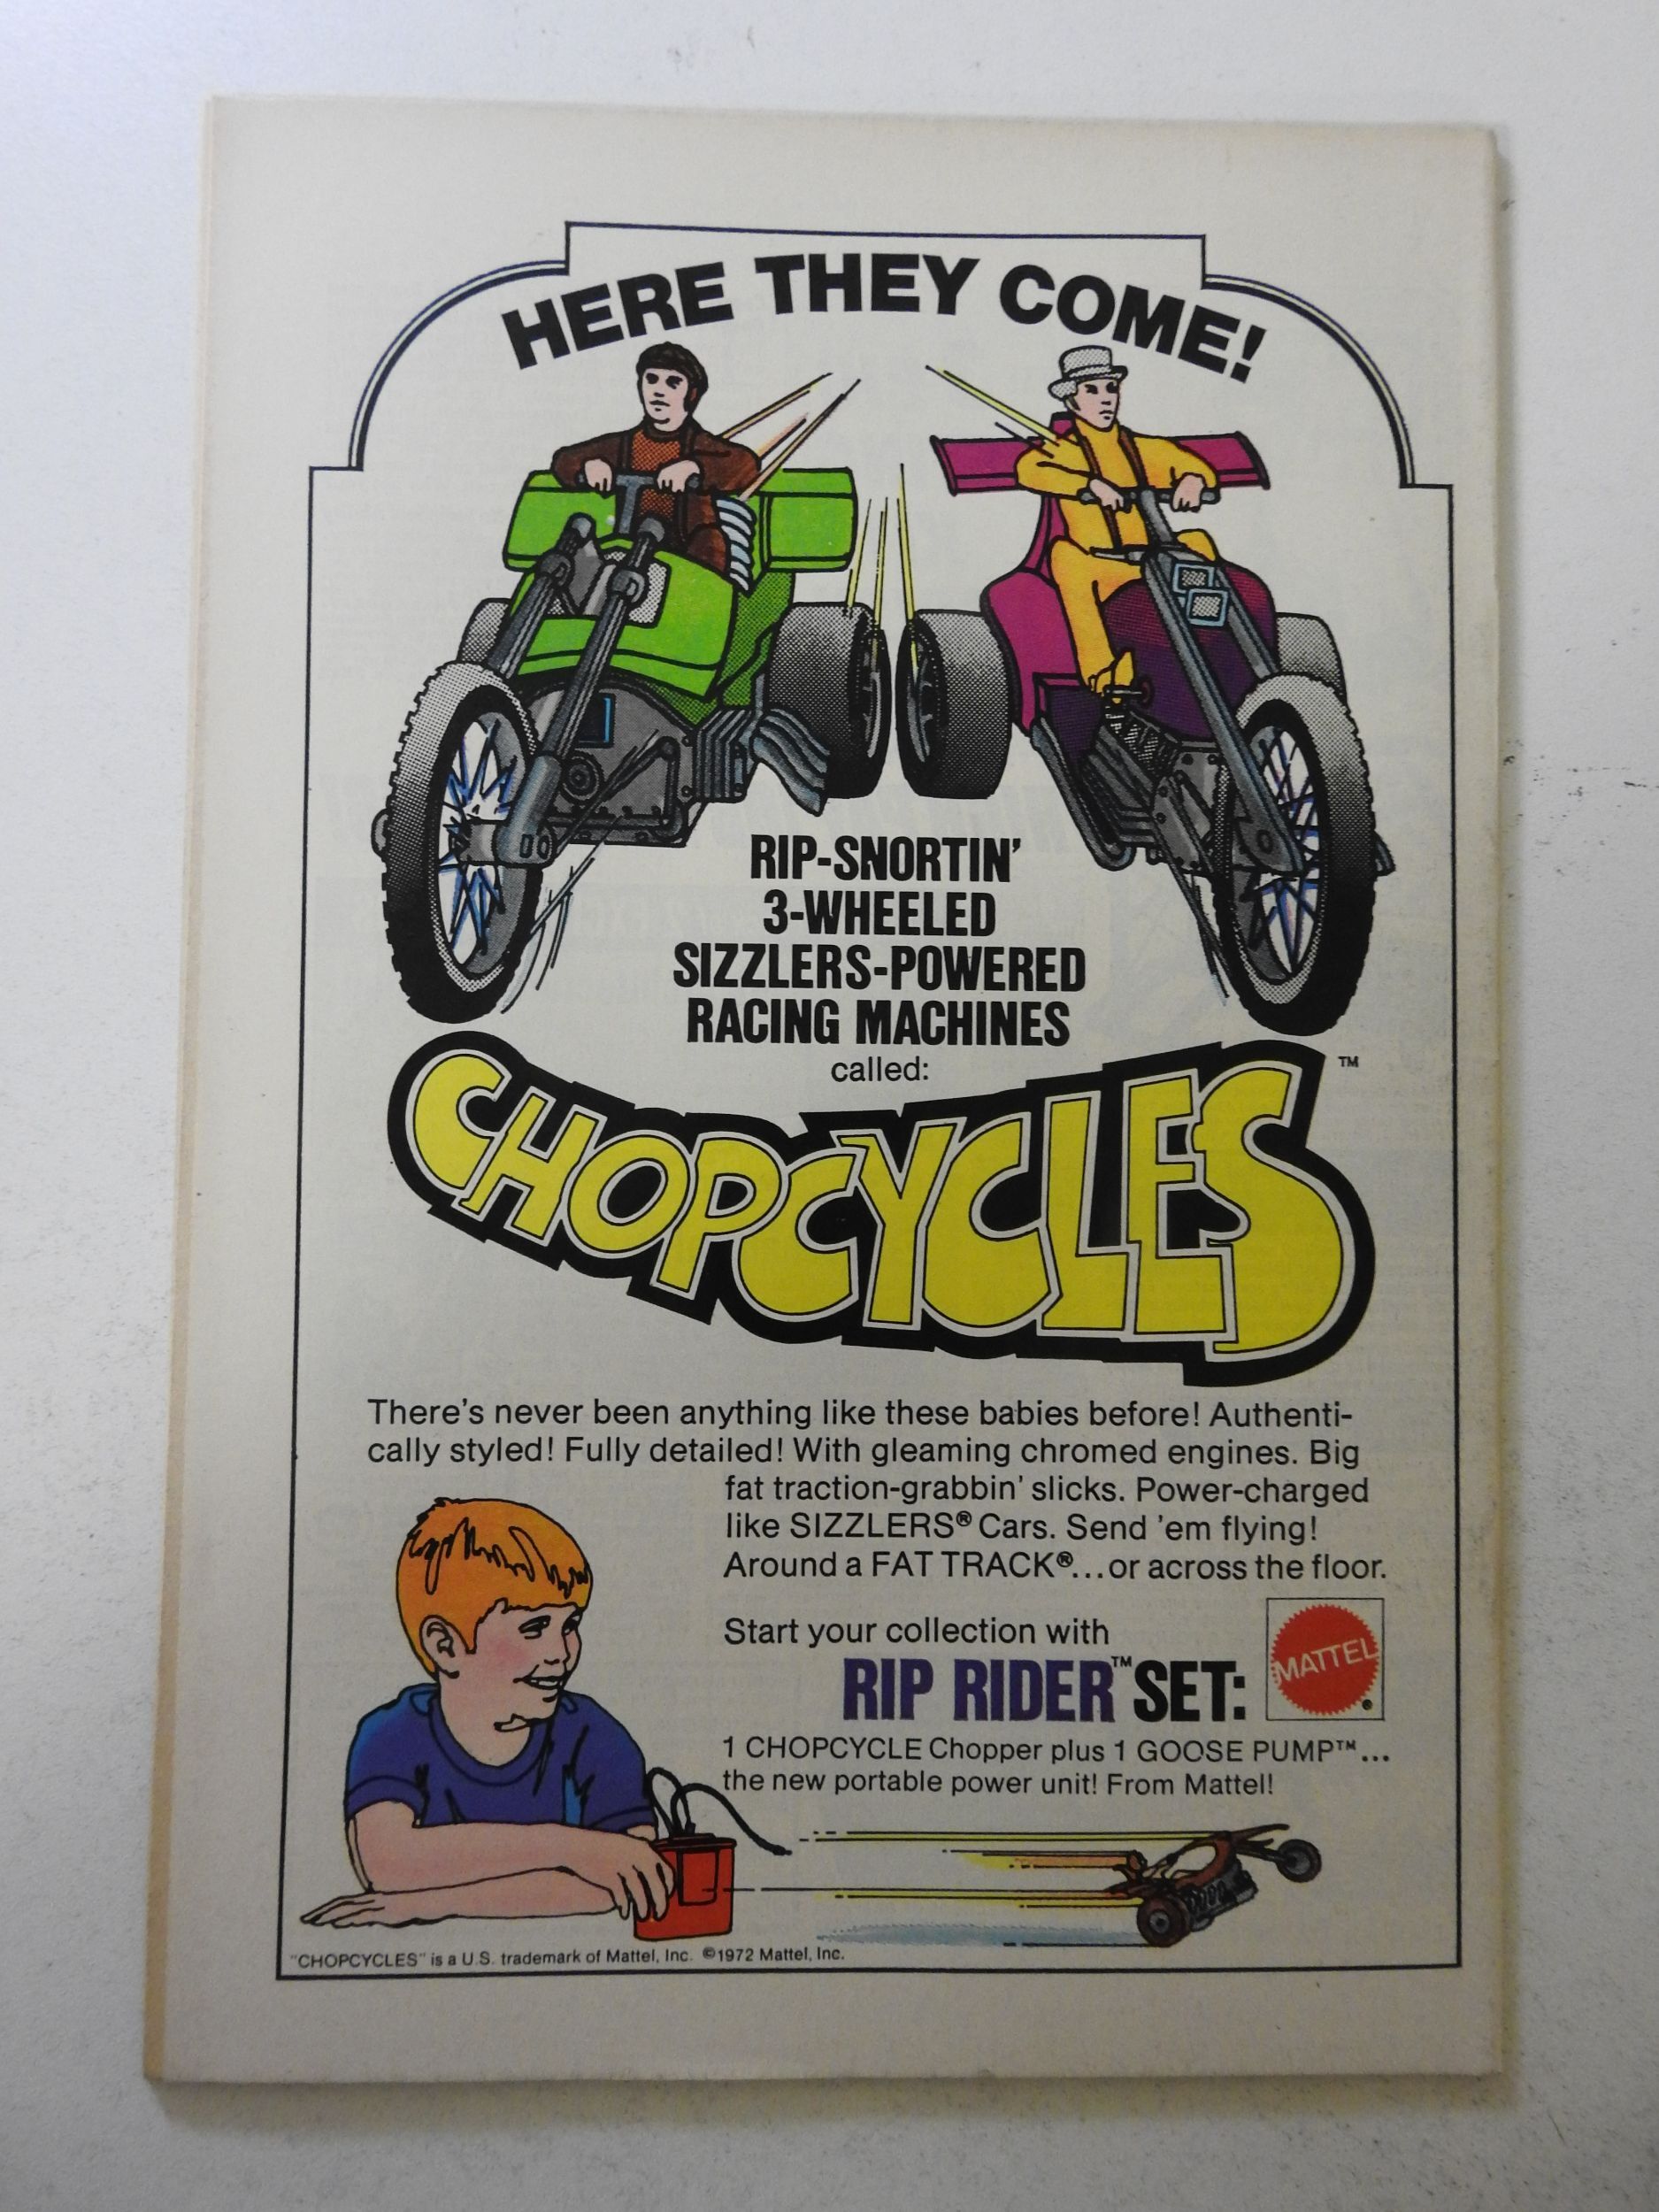 HERE THEY COME!
RIP-SNORTIN'
3-WHEELED
SIZZLERS-POWERED
RACING MACHINES
called:
CHOPCYCLES™
There's never been anything like these babies before! Authenti-
cally styled! Fully detailed! With gleaming chromed engines. Big
fat traction-grabbin' slicks. Power-charged
like SIZZLERS® Cars. Send 'em flying!
Around a FAT TRACK®...or across the floor.
Start your collection with
RIP RIDER™ SET:
MATTEL®
1 CHOPCYCLE Chopper plus 1 GOOSE PUMP™...
the new portable power unit! From Mattel!
"CHOPCYCLES" is a U.S. trademark of Mattel, Inc. ©1972 Mattel, Inc.